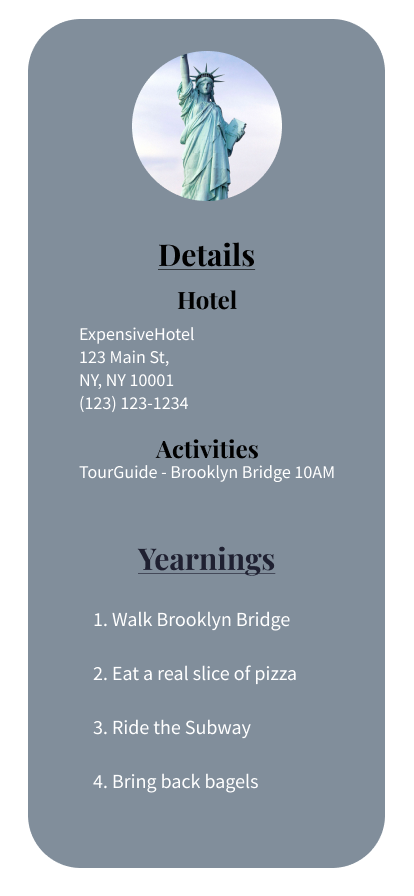 Details
Hotel
ExpensiveHotel
123 Main St,
NY, NY 10001
(123) 123-1234
Activities
TourGuide - Brooklyn Bridge 10AM
Yearnings
1. Walk Brooklyn Bridge
2. Eat a real slice of pizza
3. Ride the Subway
4. Bring back bagels